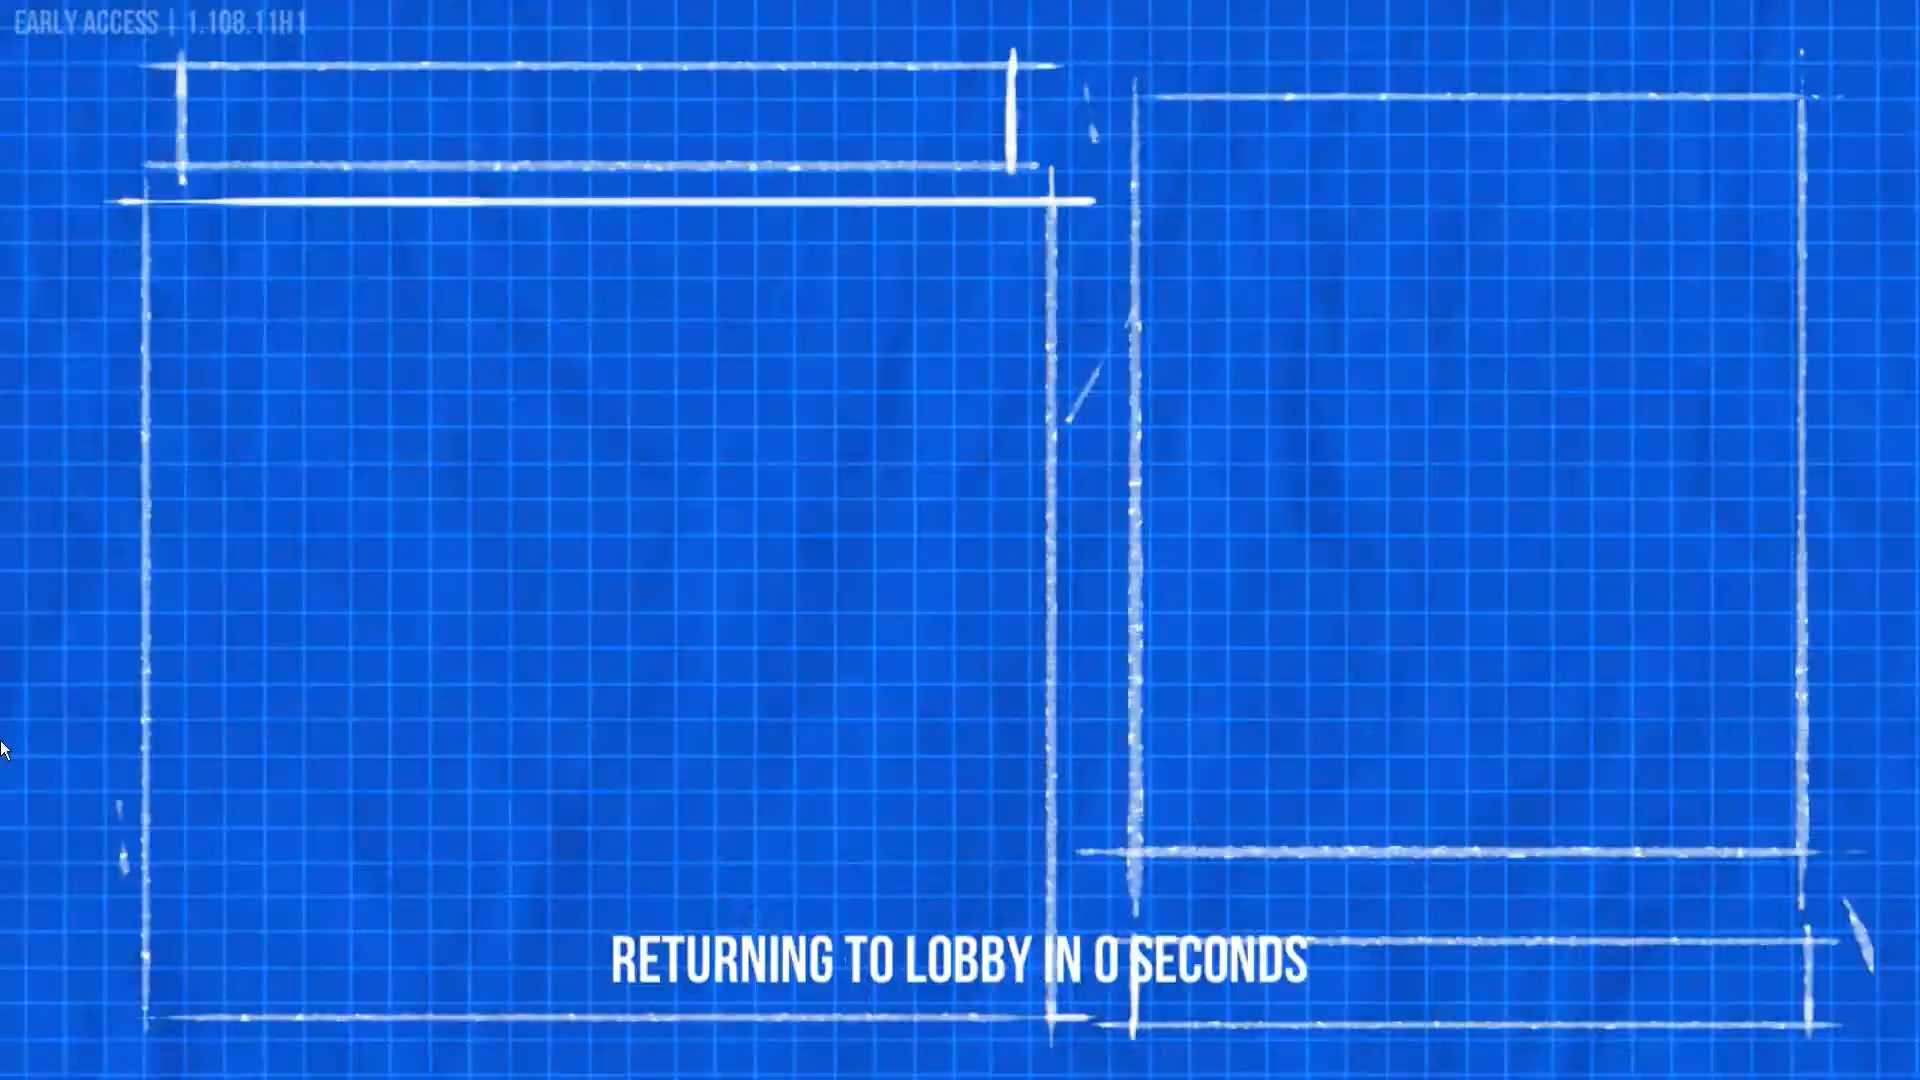 EARLY ACCESS | 1.108.11H1
RETURNING TO LOBBY IN 0 SECONDS